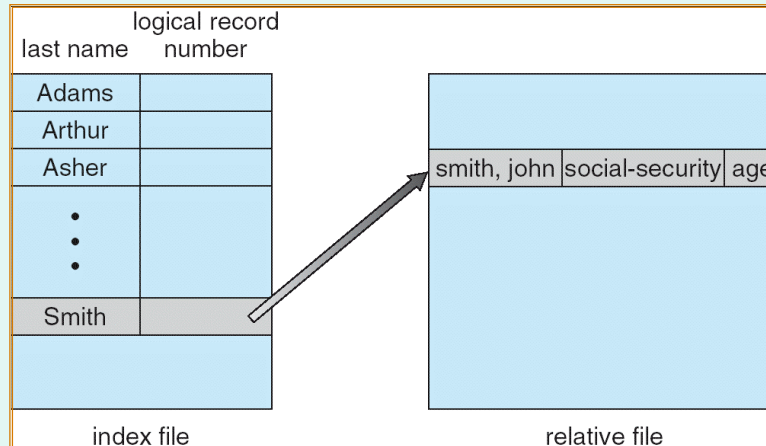 logical record
last name number
Adams
Arthur
Asher
Smith
smith, john social-security age
index file relative file